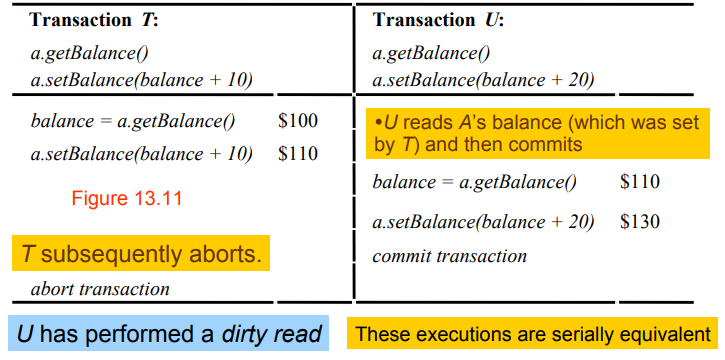 Transaction T:
a.getBalance()
a.setBalance(balance + 10)
Transaction U:
a.getBalance()
a.setBalance(balance + 20)
balance = a.getBalance() $100
a.setBalance(balance + 10) $110
Figure 13.11
T subsequently aborts.
abort transaction
•U reads A's balance (which was set
by T) and then commits
balance = a.getBalance() $110
a.setBalance(balance + 20) $130
commit transaction
U has performed a dirty read
These executions are serially equivalent